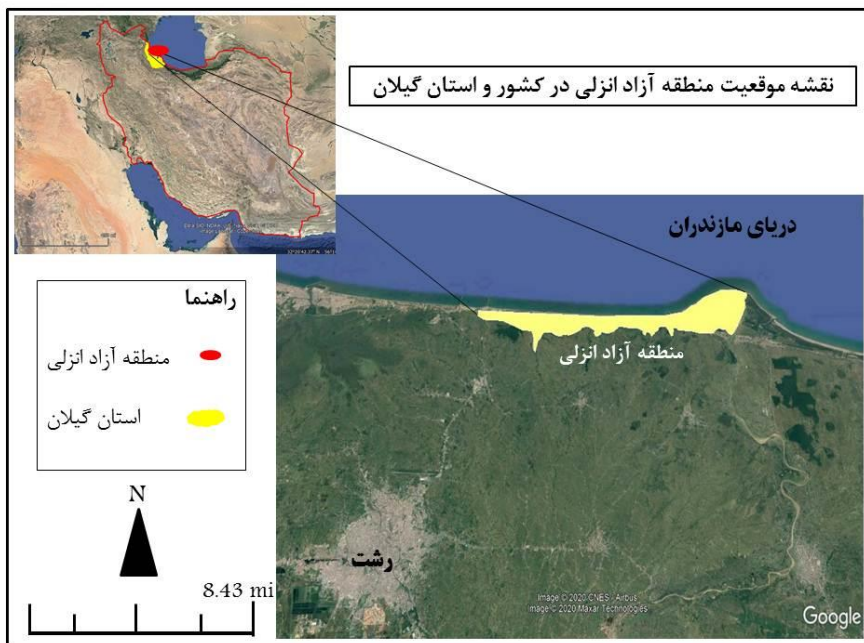 نقشه موقعیت منطقه آزاد انزلی در کشور و استان گیلان
دریای مازندران
راهنما
منطقه آزاد انزلی
استان گیلان
منطقه آزاد انزلی
رشت
N
8.43 mi
Image © 2020 CNES - Airbus
Image © 2020 Maxar Technologies
Google